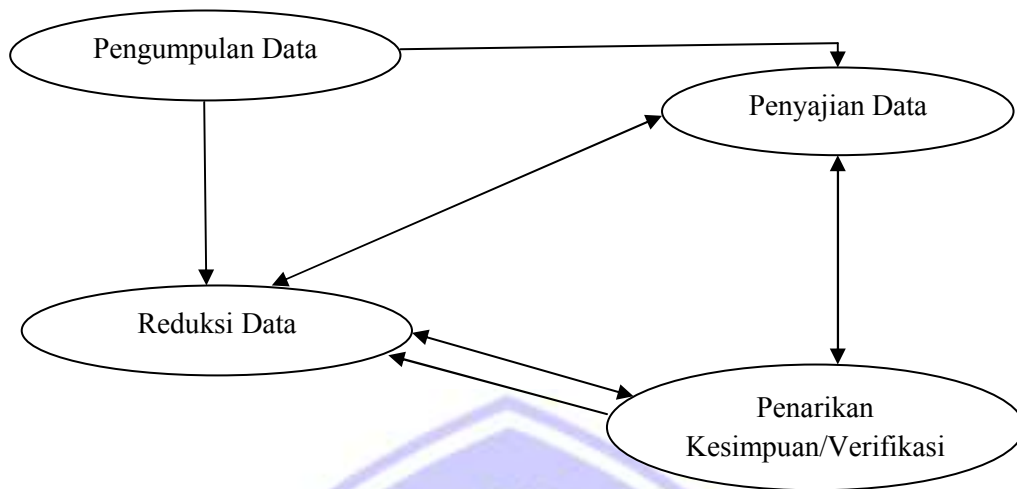 Pengumpulan Data
Penyajian Data
Reduksi Data
Penarikan
Kesimpuan/Verifikasi